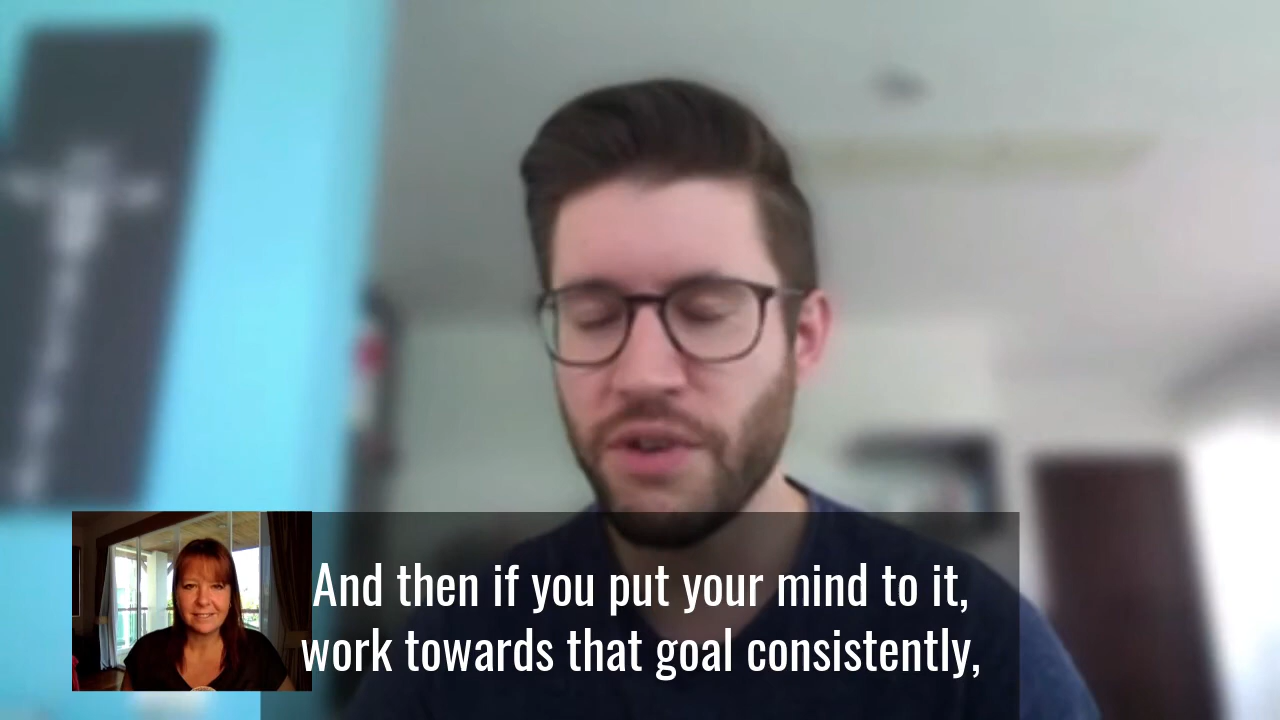 And then if you put your mind to it,
work towards that goal consistently,